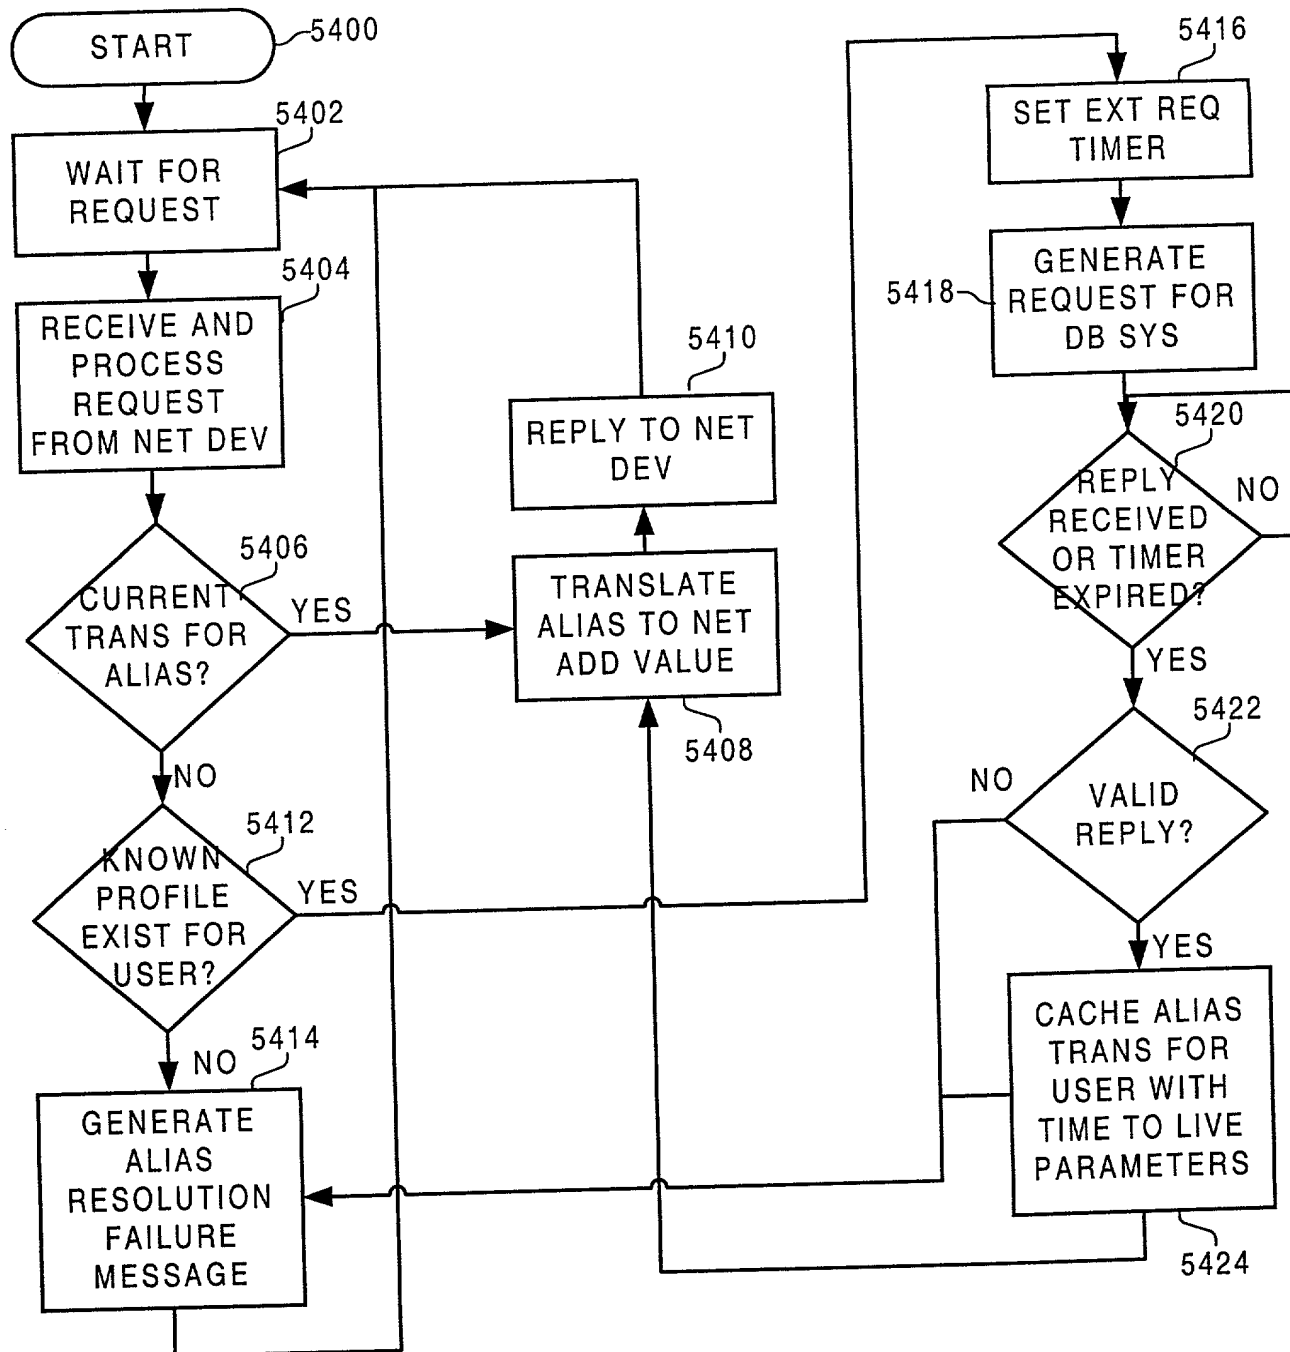 START
5400
5402
WAIT FOR
REQUEST
5404
RECEIVE AND
PROCESS
REQUEST
FROM NET DEV
5406
CURRENT
TRANS FOR
ALIAS?
YES
NO
5410
REPLY TO NET
DEV
TRANSLATE
ALIAS TO NET
ADD VALUE
5408
5412
KNOWN
PROFILE
EXIST FOR
USER?
YES
NO
5414
GENERATE
ALIAS
RESOLUTION
FAILURE
MESSAGE
5416
SET EXT REQ
TIMER
5418
GENERATE
REQUEST FOR
DB SYS
5420
REPLY
RECEIVED
OR TIMER
EXPIRED?
NO
YES
5422
VALID
REPLY?
NO
YES
CACHE ALIAS
TRANS FOR
USER WITH
TIME TO LIVE
PARAMETERS
5424